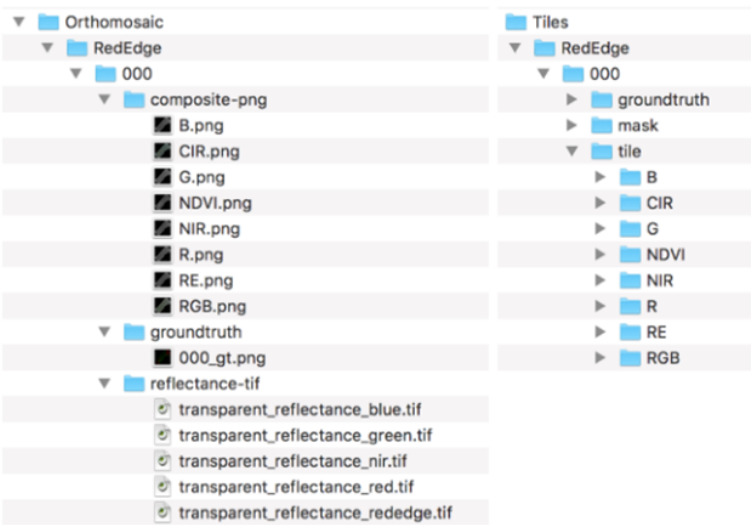 Orthomosaic
RedEdge
000
composite-png
B.png
CIR.png
G.png
NDVI.png
NIR.png
R.png
RE.png
RGB.png
groundtruth
000_gt.png
reflectance-tif
transparent_reflectance_blue.tif
transparent_reflectance_green.tif
transparent_reflectance_nir.tif
transparent_reflectance_red.tif
transparent_reflectance_rededge.tif
Tiles
RedEdge
000
groundtruth
mask
tile
B
CIR
G
NDVI
NIR
R
RE
RGB